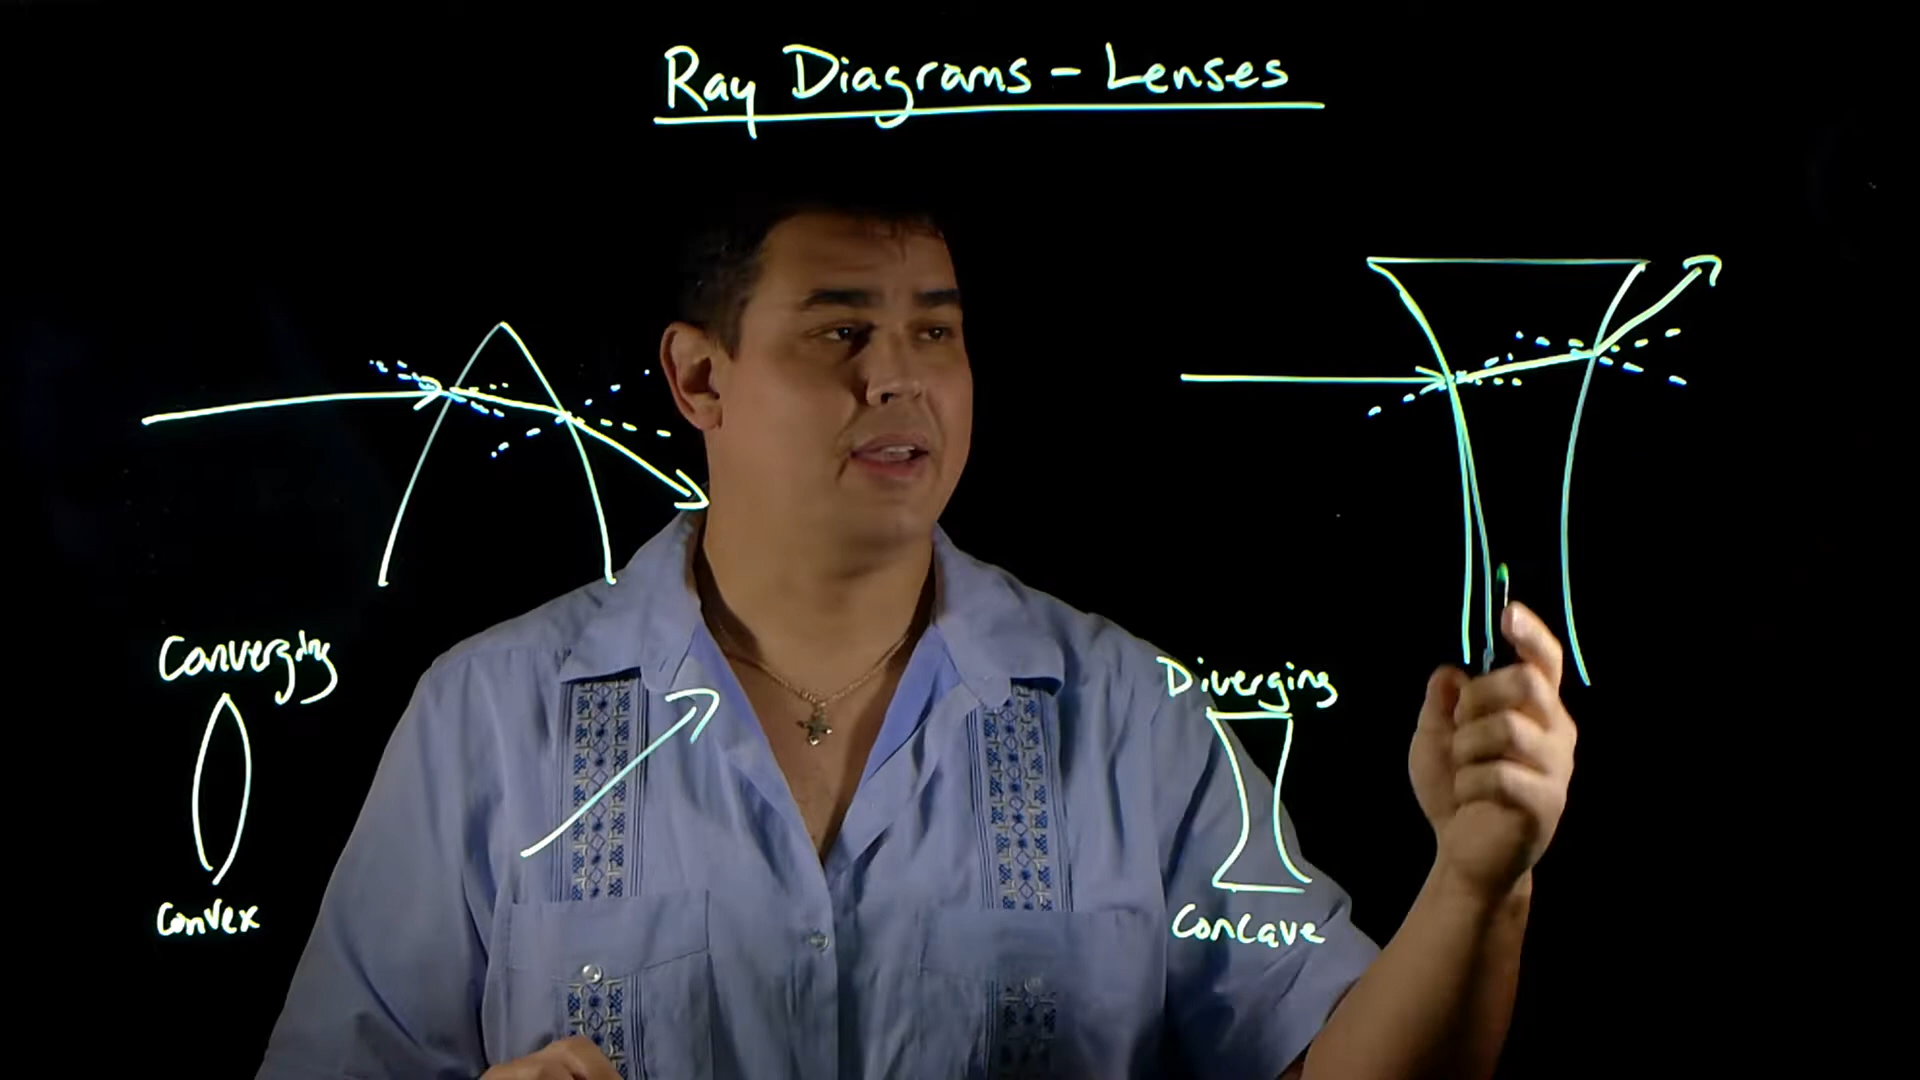 Ray Diagrams - Lenses
Converging
Convex
Diverging
Concave